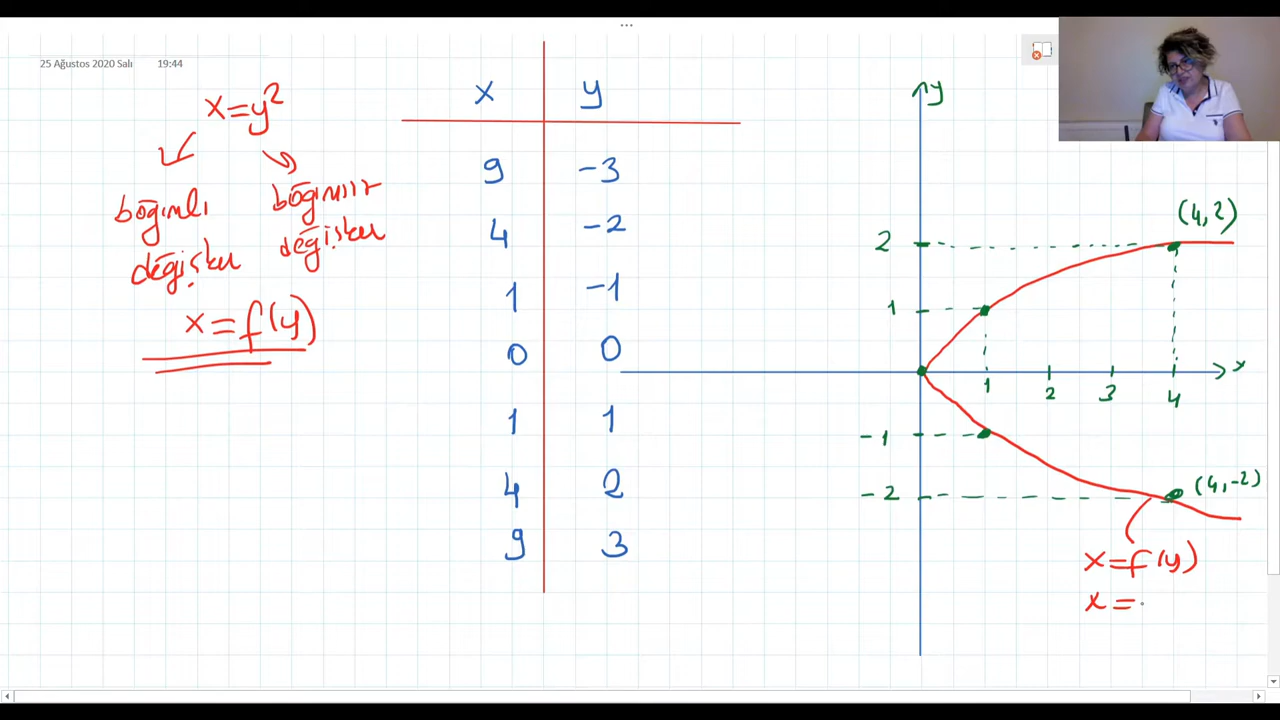 25 Ağustos 2020 Salı 19:44
x=y²
bağımlı
değişken
bağımsız
değişken
x=f(y)
x y
9 -3
4 -2
1 -1
0 0
1 1
4 2
9 3
y
(4,2)
2
1
x
1 2 3 4
-1
-2
(4,-2)
x=f(y)
x=